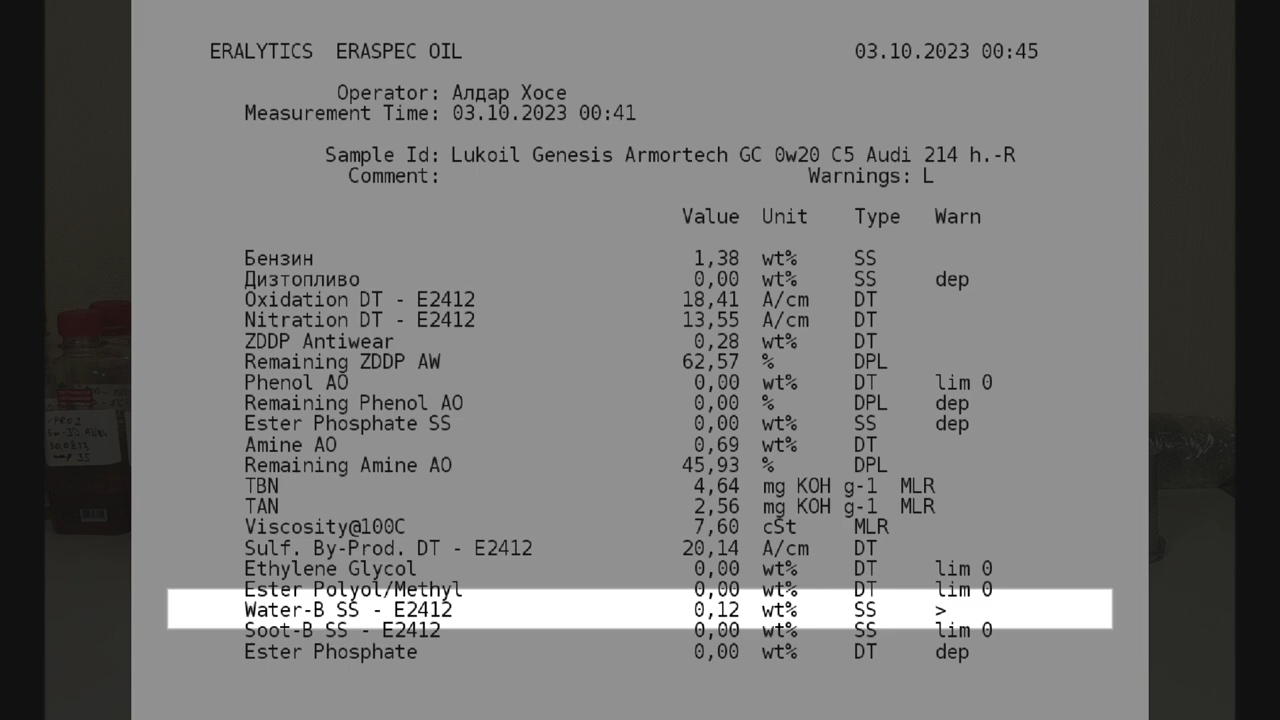 ERALYTICS ERASPEC OIL 03.10.2023 00:45
Operator: Алдар Хосе
Measurement Time: 03.10.2023 00:41
Sample Id: Lukoil Genesis Armortech GC 0w20 C5 Audi 214 h.-R
Comment: Warnings: L
Value Unit Type Warn
Бензин 1,38 wt% SS
Дизтопливо 0,00 wt% SS dep
Oxidation DT - E2412 18,41 A/cm DT
Nitration DT - E2412 13,55 A/cm DT
ZDDP Antiwear 0,28 wt% DT
Remaining ZDDP AW 62,57 % DPL
Phenol AO 0,00 wt% DT lim 0
Remaining Phenol AO 0,00 % DPL dep
Ester Phosphate SS 0,00 wt% SS dep
Amine AO 0,69 wt% DT
Remaining Amine AO 45,93 % DPL
TBN 4,64 mg KOH g-1 MLR
TAN 2,56 mg KOH g-1 MLR
Viscosity@100C 7,60 cSt MLR
Sulf. By-Prod. DT - E2412 20,14 A/cm DT
Ethylene Glycol 0,00 wt% DT lim 0
Ester Polyol/Methyl 0,00 wt% DT lim 0
Water-B SS - E2412 0,12 wt% SS >
Soot-B SS - E2412 0,00 wt% SS lim 0
Ester Phosphate 0,00 wt% DT dep